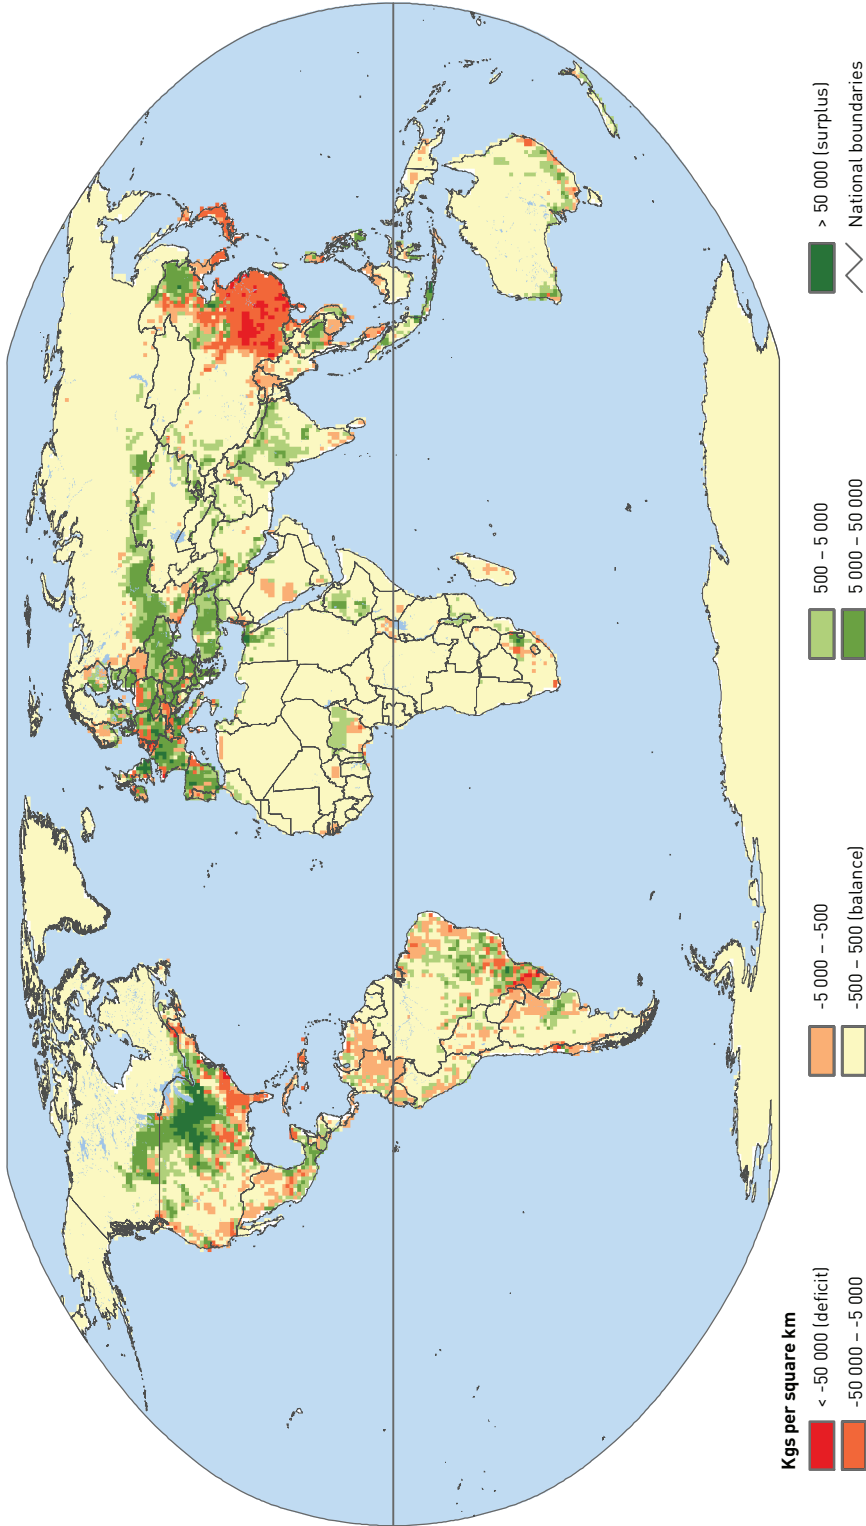 Kgs per square km
< -50 000 (deficit)
-50 000 – -5 000
-5 000 – -500
-500 – 500 (balance)
500 – 5 000
5 000 – 50 000
> 50 000 (surplus)
National boundaries